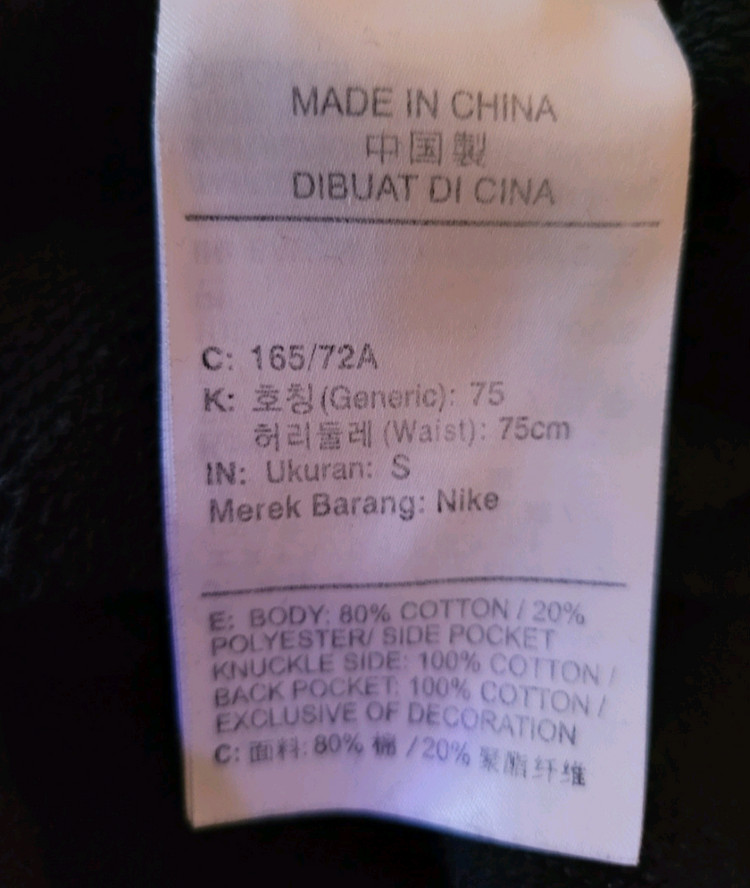 MADE IN CHINA
中国製
DIBUAT DI CINA
C: 165/72A
K: 호칭(Generic): 75
허리둘레 (Waist): 75cm
IN: Ukuran: S
Merek Barang: Nike
E: BODY: 80% COTTON / 20%
POLYESTER/ SIDE POCKET
KNUCKLE SIDE: 100% COTTON /
BACK POCKET: 100% COTTON /
EXCLUSIVE OF DECORATION
C: 面料: 80% 棉 / 20% 聚酯纤维